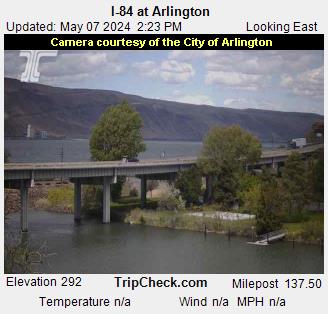 I-84 at Arlington
Updated: May 07 2024 2:23 PM Looking East
Camera courtesy of the City of Arlington
Elevation 292 TripCheck.com Milepost 137.50
Temperature n/a Wind n/a MPH n/a